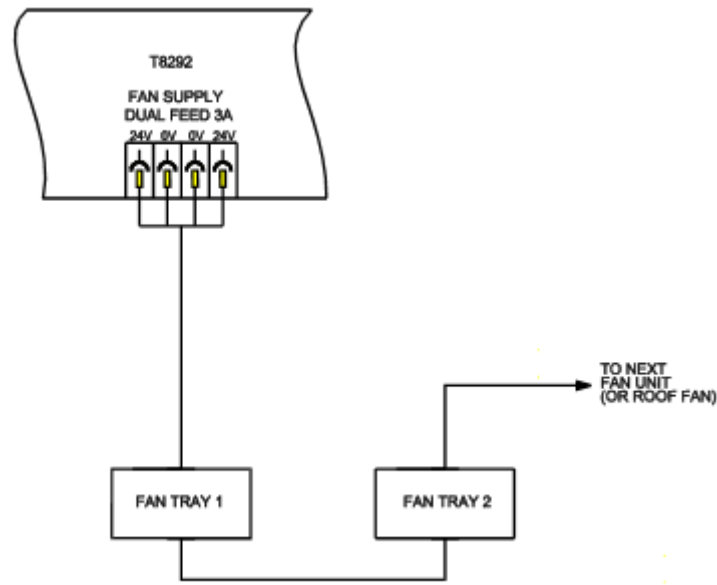 T8292
FAN SUPPLY
DUAL FEED 3A
24V 0V 0V 24V
TO NEXT
FAN UNIT
(OR ROOF FAN)
FAN TRAY 1
FAN TRAY 2